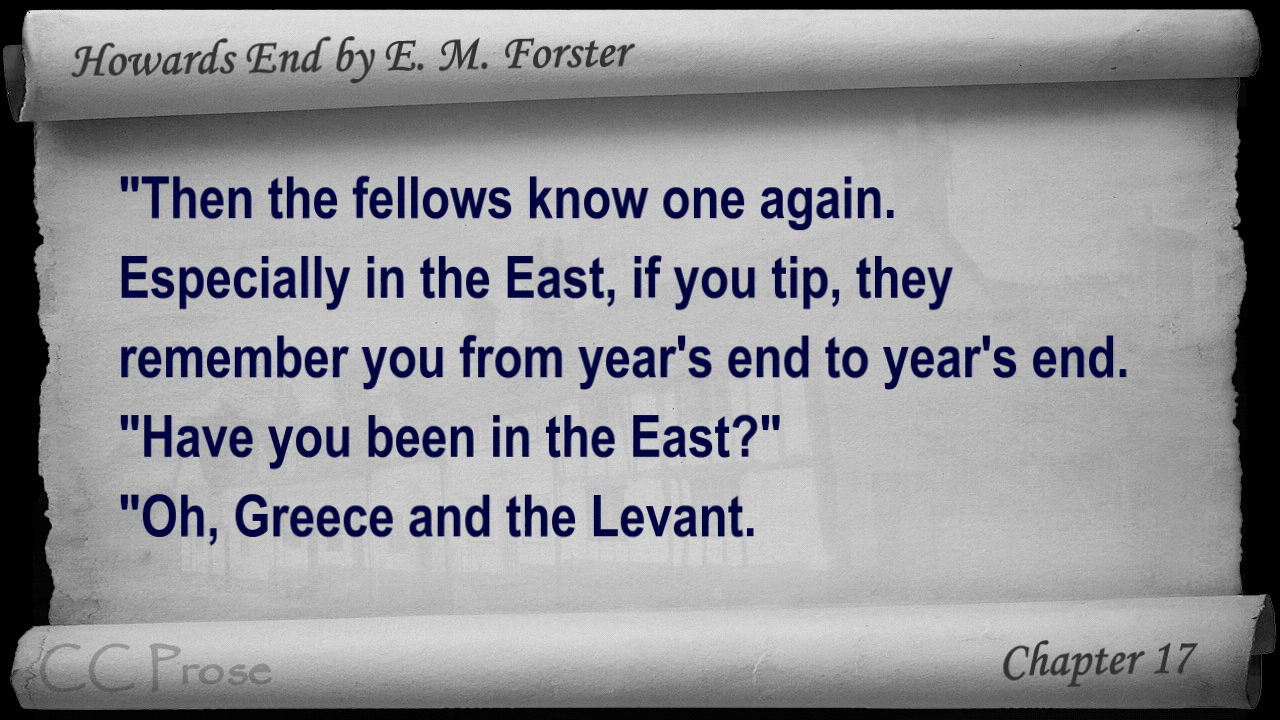 Howards End by E. M. Forster
"Then the fellows know one again.
Especially in the East, if you tip, they
remember you from year's end to year's end.
"Have you been in the East?"
"Oh, Greece and the Levant.
CC Prose
Chapter 17